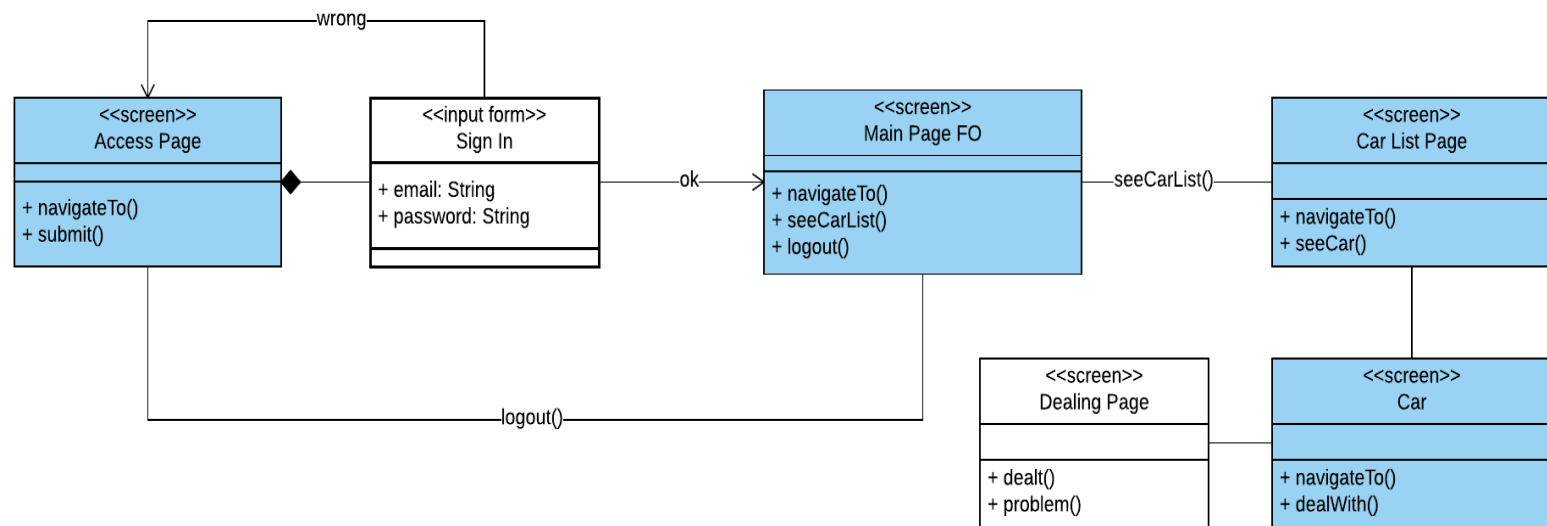 wrong
<<screen>>
Access Page
+ navigateTo()
+ submit()
<<input form>>
Sign In
+ email: String
+ password: String
ok
<<screen>>
Main Page FO
+ navigateTo()
+ seeCarList()
+ logout()
seeCarList()
<<screen>>
Car List Page
+ navigateTo()
+ seeCar()
logout()
<<screen>>
Dealing Page
+ dealt()
+ problem()
<<screen>>
Car
+ navigateTo()
+ dealWith()